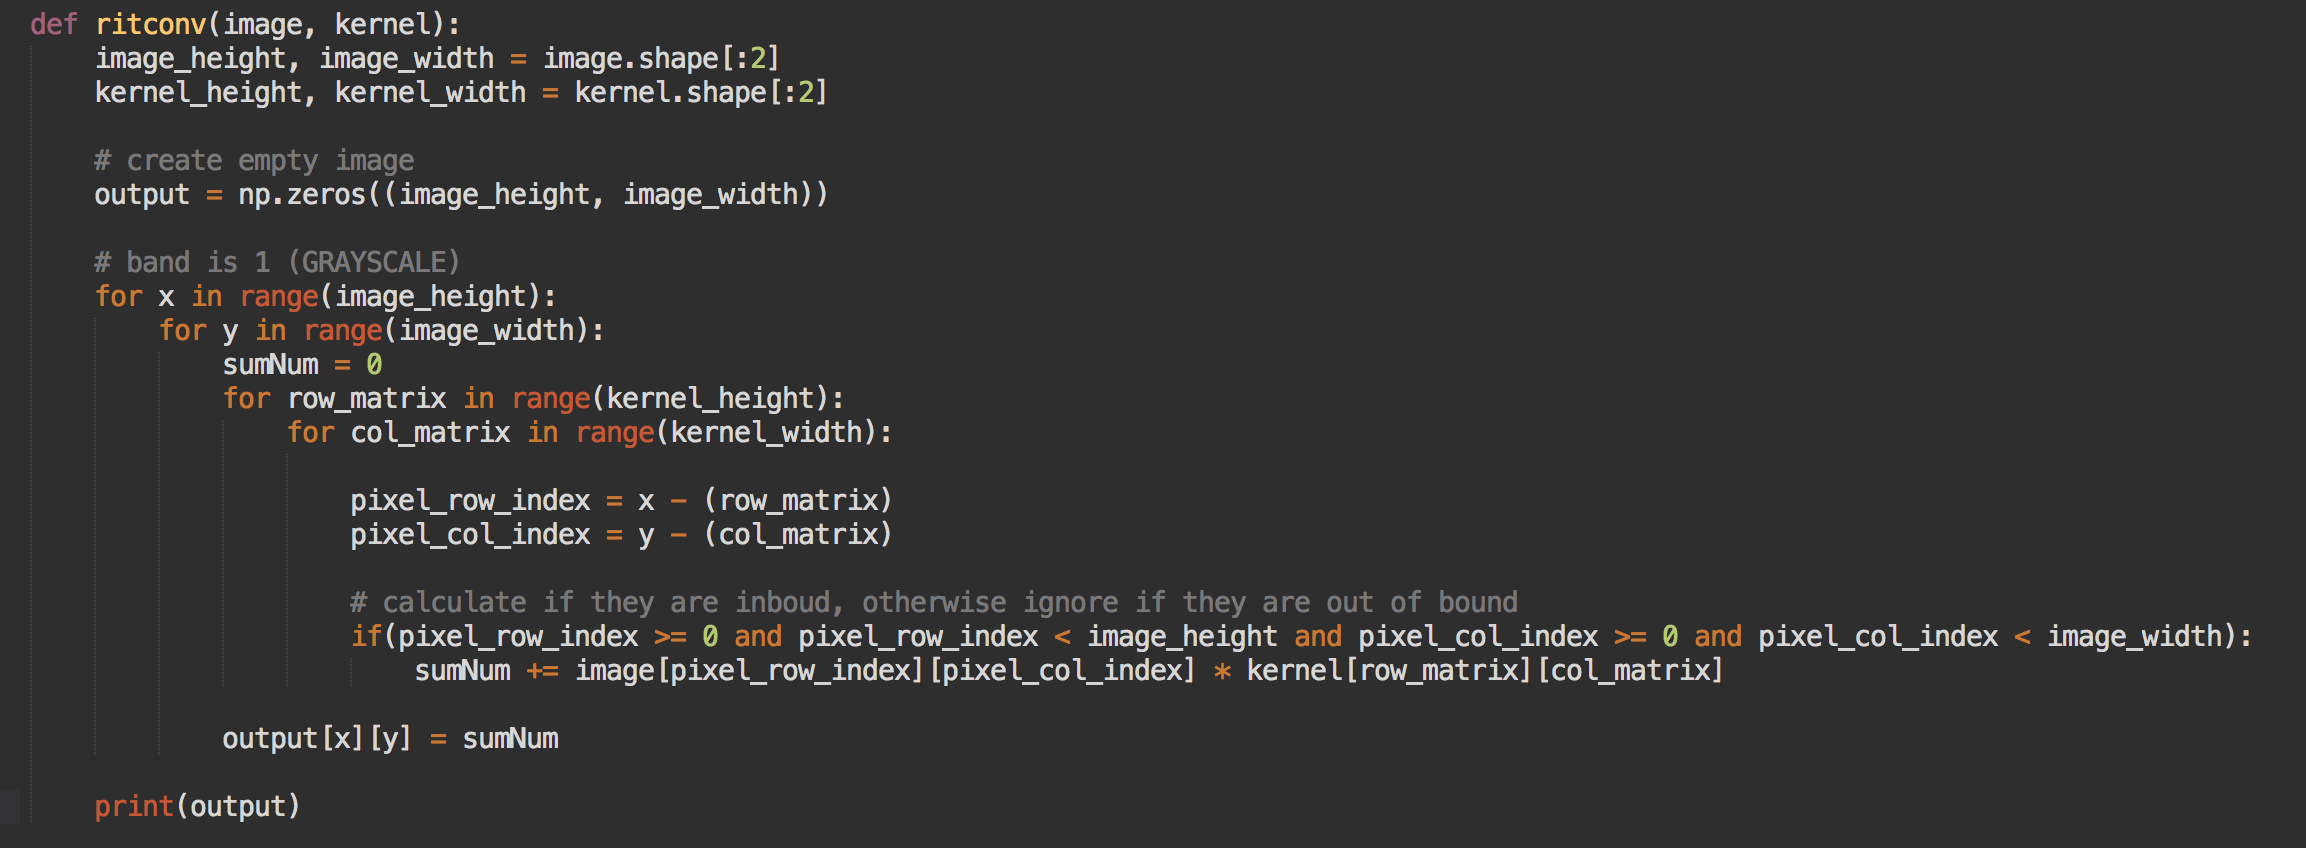 def ritconv(image, kernel):
    image_height, image_width = image.shape[:2]
    kernel_height, kernel_width = kernel.shape[:2]

    # create empty image
    output = np.zeros((image_height, image_width))

    # band is 1 (GRAYSCALE)
    for x in range(image_height):
        for y in range(image_width):
            sumNum = 0
            for row_matrix in range(kernel_height):
                for col_matrix in range(kernel_width):

                    pixel_row_index = x - (row_matrix)
                    pixel_col_index = y - (col_matrix)

                    # calculate if they are inboud, otherwise ignore if they are out of bound
                    if(pixel_row_index >= 0 and pixel_row_index < image_height and pixel_col_index >= 0 and pixel_col_index < image_width):
                        sumNum += image[pixel_row_index][pixel_col_index] * kernel[row_matrix][col_matrix]

            output[x][y] = sumNum

    print(output)